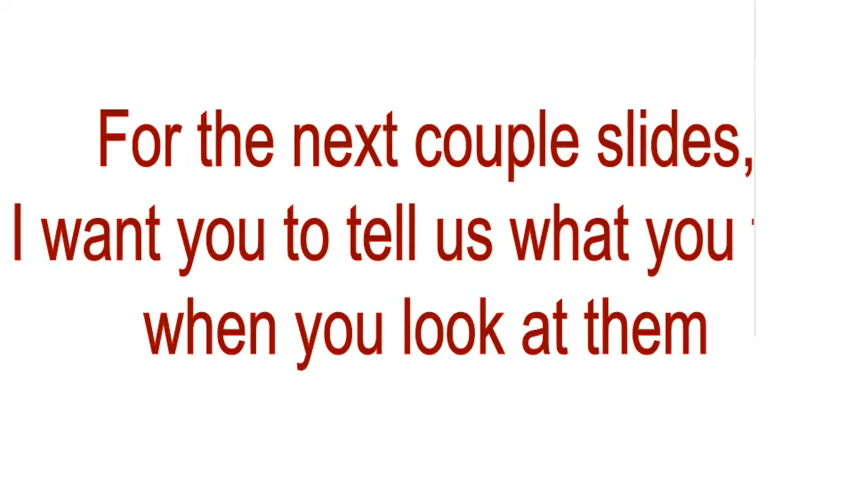 For the next couple slides,
I want you to tell us what you
when you look at them